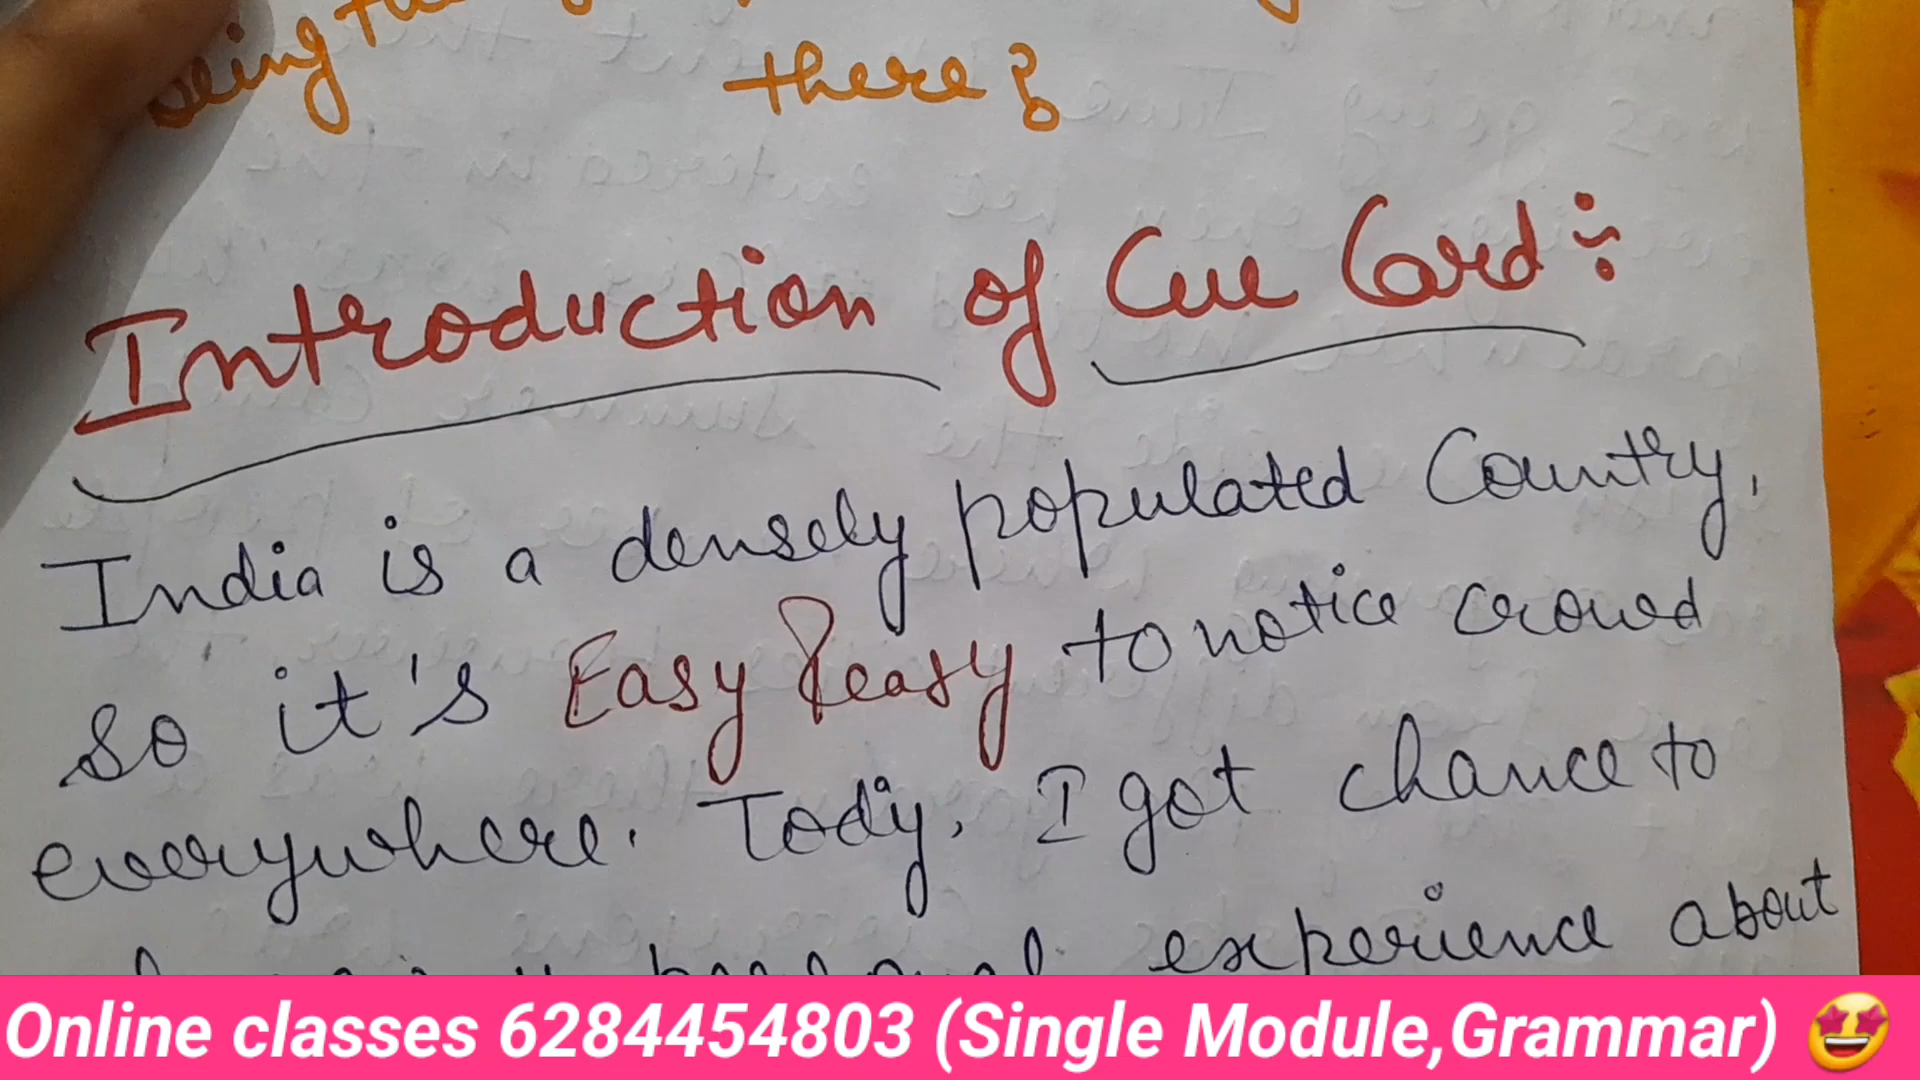 there?
Introduction of Cue Card:-
India is a densely populated Country,
so it's Easy Peasy to notice crowd
everywhere. Tody, I got chance to
experience about
Online classes 6284454803 (Single Module,Grammar) 🤩